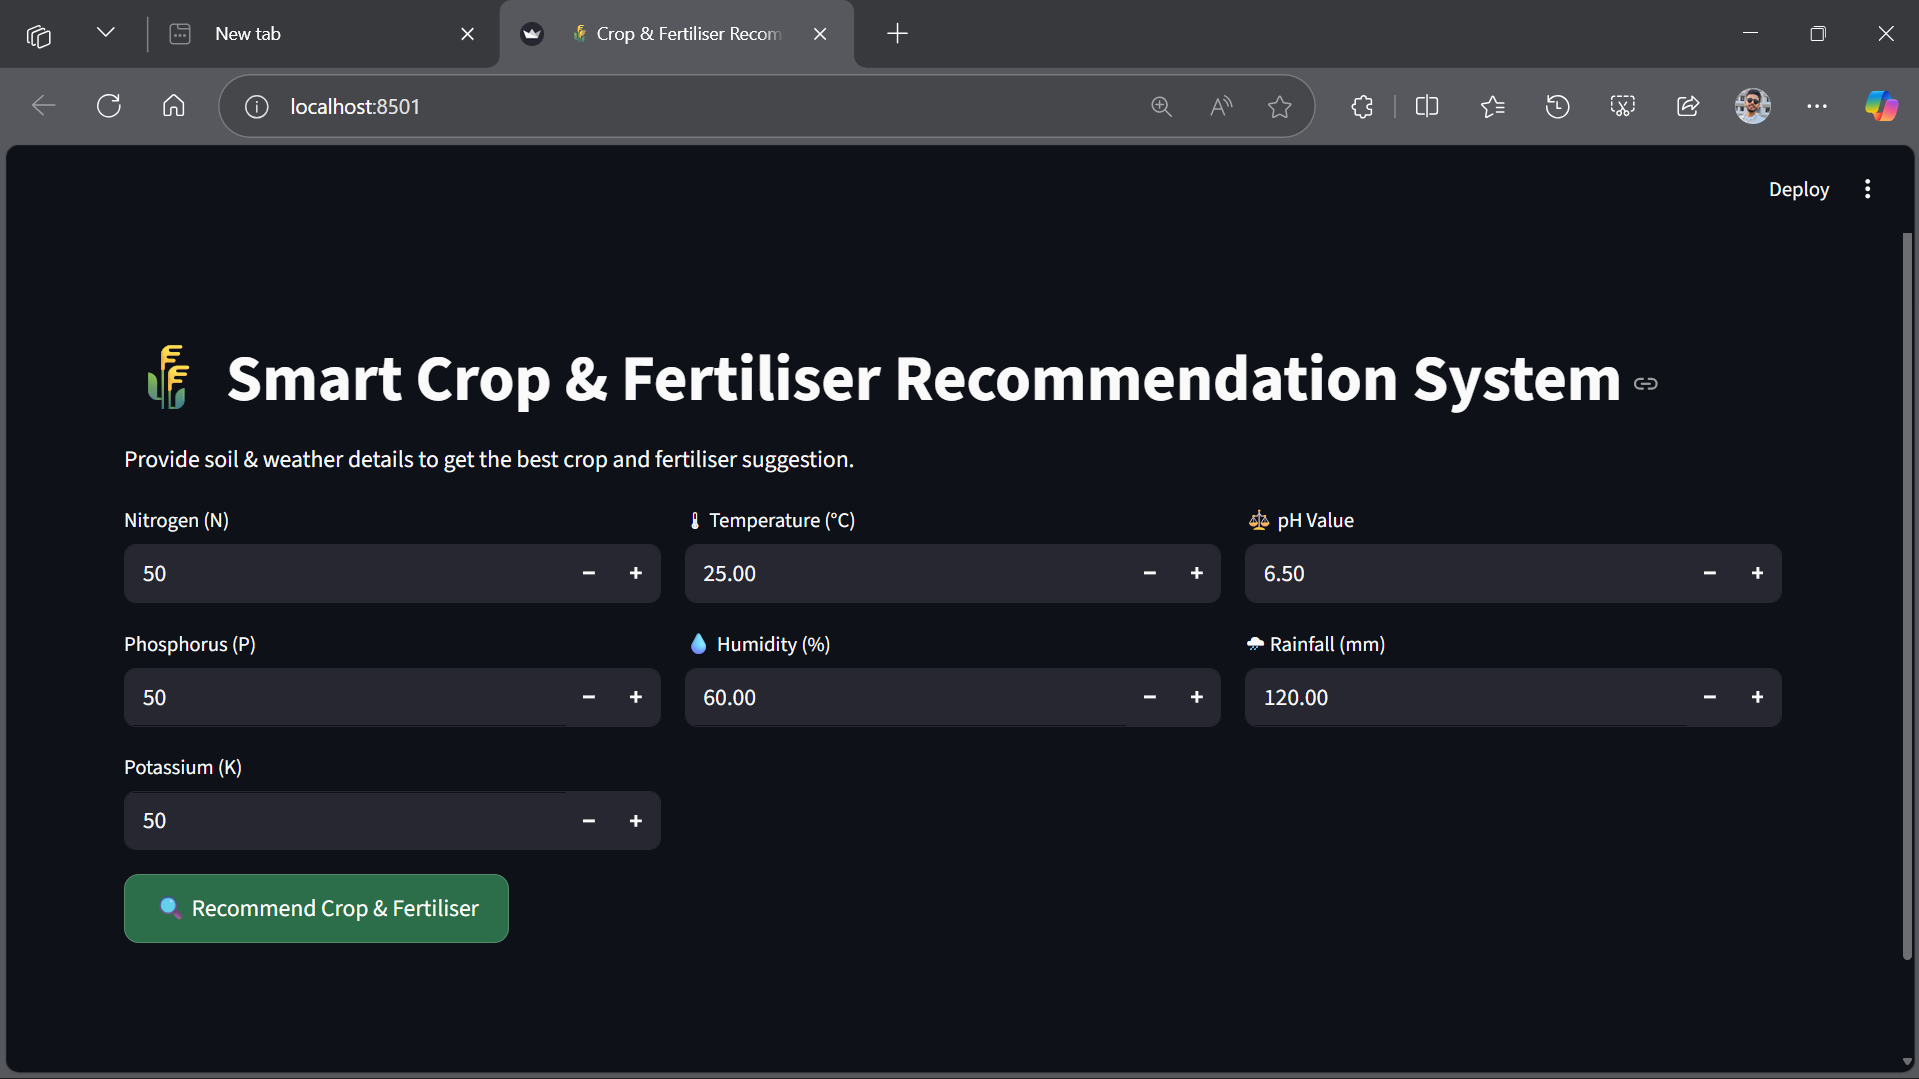 New tab
Crop & Fertiliser Recom
localhost:8501
Deploy
Smart Crop & Fertiliser Recommendation System
Provide soil & weather details to get the best crop and fertiliser suggestion.
Nitrogen (N)
Temperature (°C)
pH Value
50
25.00
6.50
Phosphorus (P)
Humidity (%)
Rainfall (mm)
50
60.00
120.00
Potassium (K)
50
Recommend Crop & Fertiliser